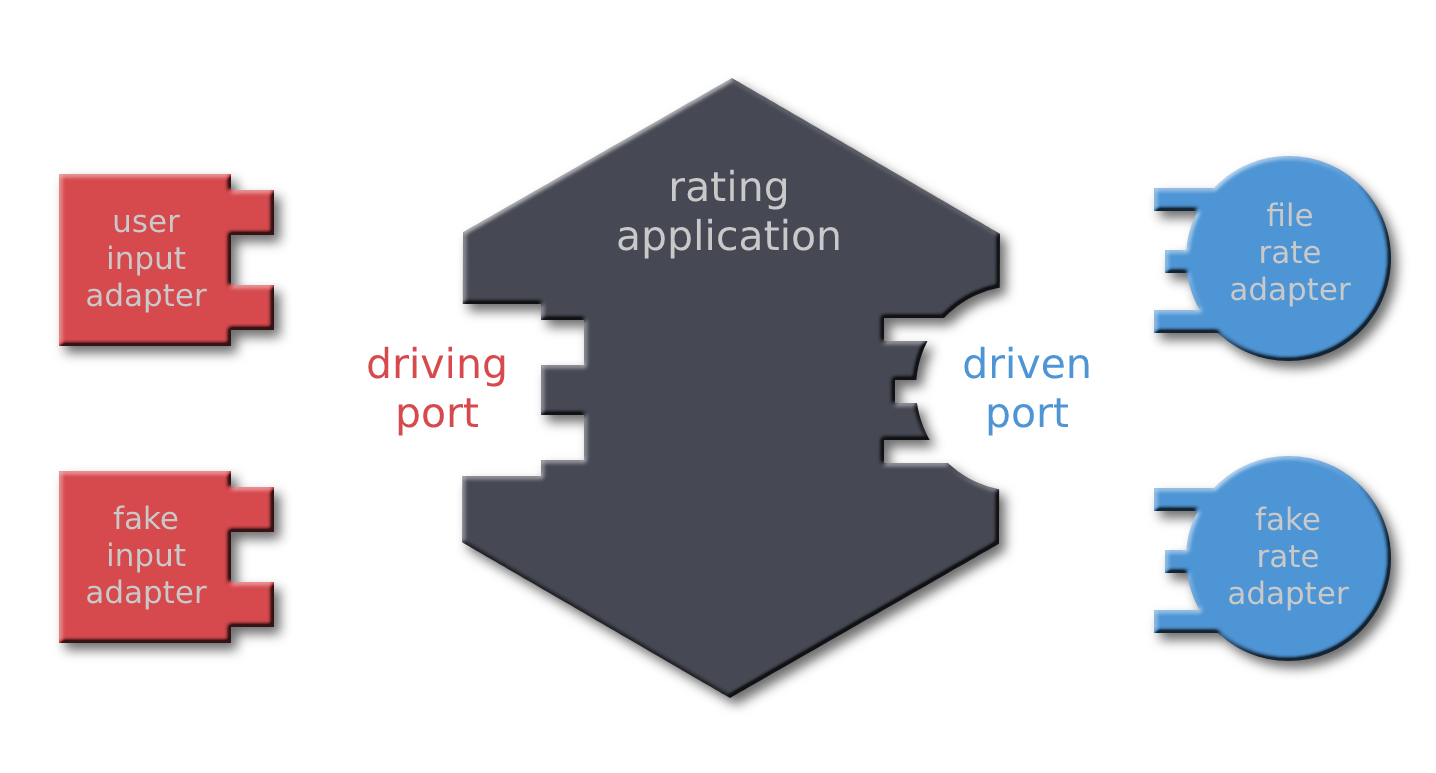 user
input
adapter
fake
input
adapter
rating
application
driving
port
driven
port
file
rate
adapter
fake
rate
adapter